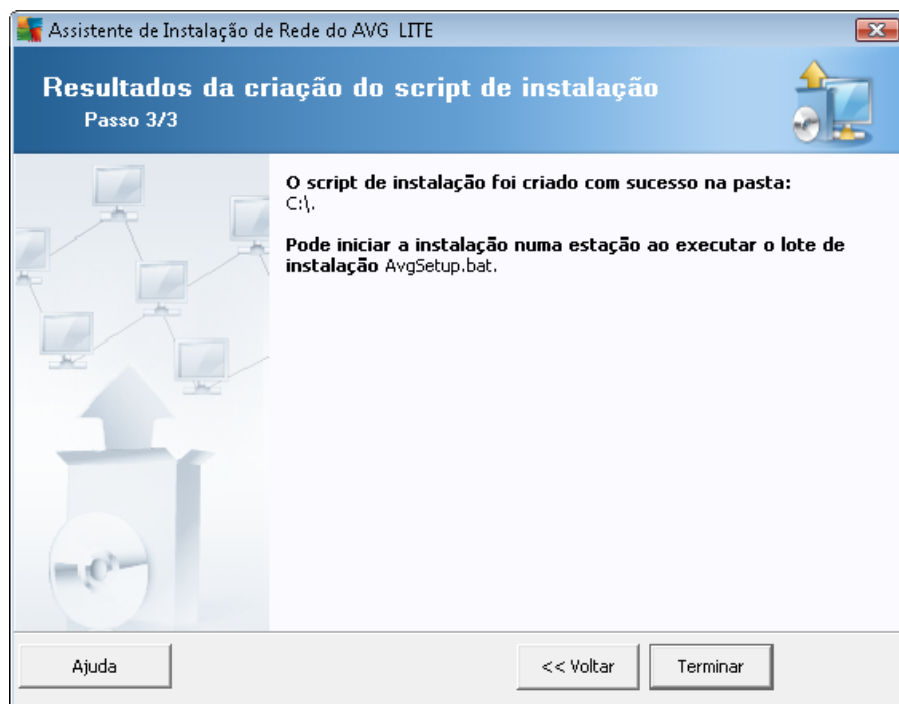 Assistente de Instalação de Rede do AVG LITE
Resultados da criação do script de instalação
Passo 3/3
O script de instalação foi criado com sucesso na pasta:
C:\.
Pode iniciar a instalação numa estação ao executar o lote de
instalação AvgSetup.bat.
Ajuda
<< Voltar
Terminar